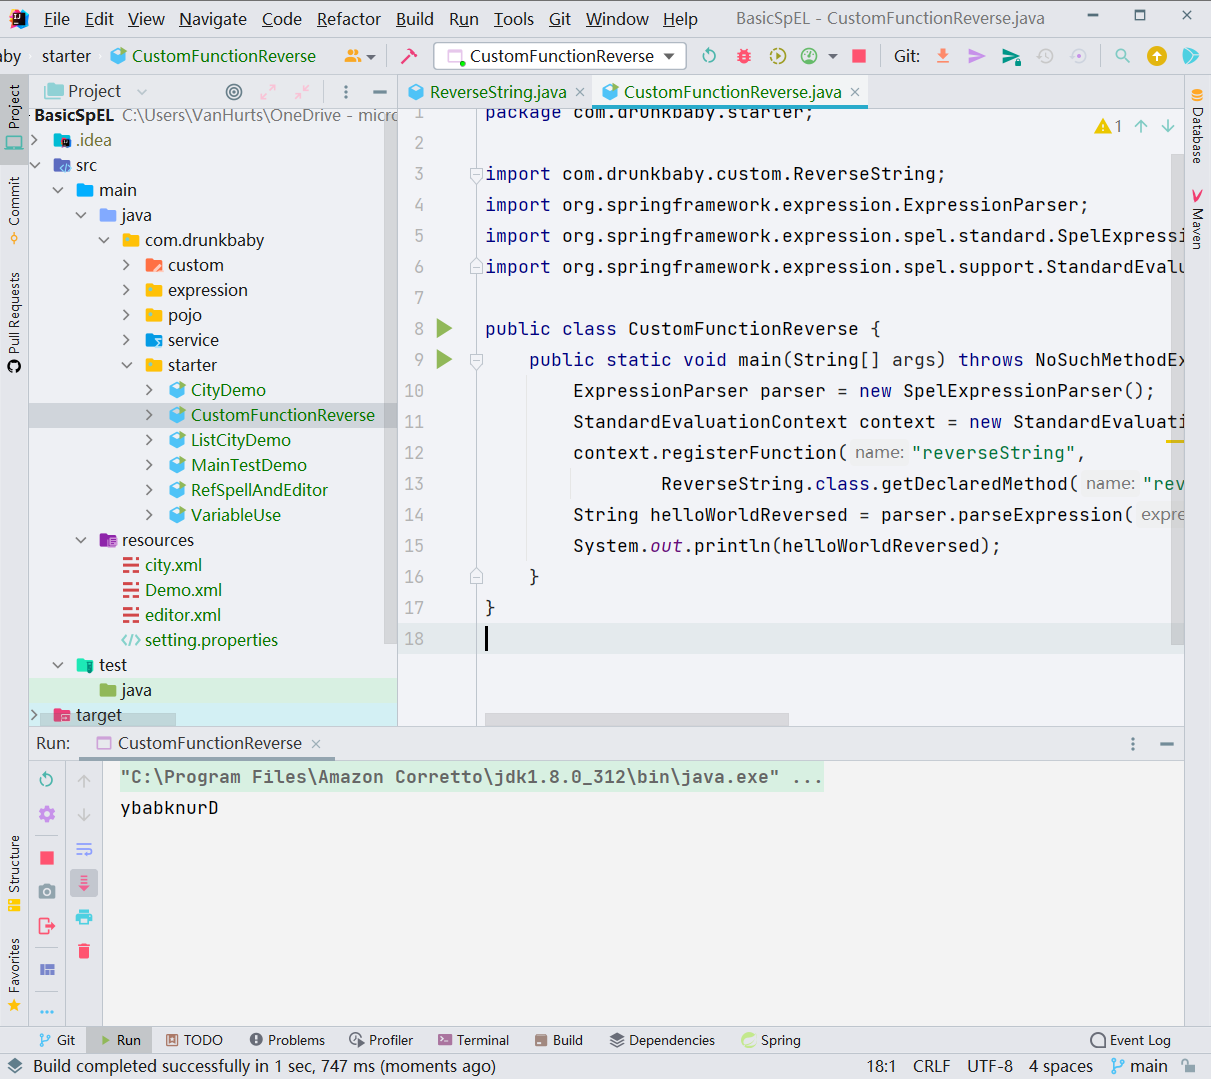 File Edit View Navigate Code Refactor Build Run Tools Git Window Help BasicSpEL - CustomFunctionReverse.java
aby starter CustomFunctionReverse CustomFunctionReverse Git:
Project
ReverseString.java
CustomFunctionReverse.java
BasicSpEL C:\Users\VanHurts\OneDrive - micro
.idea
src
main
java
com.drunkbaby
custom
expression
pojo
service
starter
CityDemo
CustomFunctionReverse
ListCityDemo
MainTestDemo
RefSpellAndEditor
VariableUse
resources
city.xml
Demo.xml
editor.xml
setting.properties
test
java
target
1 package com.drunkbaby.starter;
2
3 import com.drunkbaby.custom.ReverseString;
4 import org.springframework.expression.ExpressionParser;
5 import org.springframework.expression.spel.standard.SpelExpressi
6 import org.springframework.expression.spel.support.StandardEvalu
7
8 public class CustomFunctionReverse {
9 public static void main(String[] args) throws NoSuchMethodEx
10 ExpressionParser parser = new SpelExpressionParser();
11 StandardEvaluationContext context = new StandardEvaluati
12 context.registerFunction( name: "reverseString",
13 ReverseString.class.getDeclaredMethod( name: "rev
14 String helloWorldReversed = parser.parseExpression( expre
15 System.out.println(helloWorldReversed);
16 }
17 }
18
1
Project
Commit
Pull Requests
Structure
Favorites
Database
Maven
Run: CustomFunctionReverse
"C:\Program Files\Amazon Corretto\jdk1.8.0_312\bin\java.exe" ...
ybabknurD
Git Run TODO Problems Profiler Terminal Build Dependencies Spring Event Log
Build completed successfully in 1 sec, 747 ms (moments ago) 18:1 CRLF UTF-8 4 spaces main